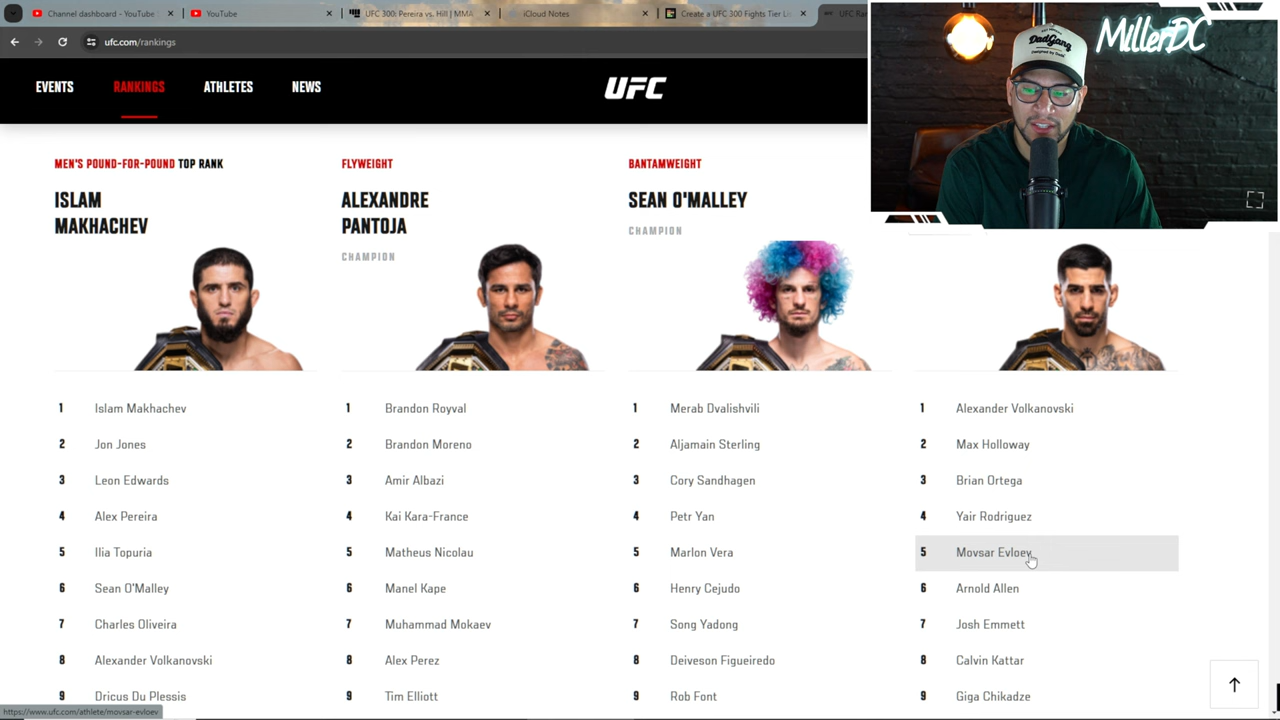 Channel dashboard - YouTube
YouTube
UFC 300: Pereira vs. Hill | MMA
iCloud Notes
Create a UFC 300 Fights Tier L
UFC Ran
ufc.com/rankings
EVENTS
RANKINGS
ATHLETES
NEWS
UFC
DadGang
MillerDC
MEN'S POUND-FOR-POUND TOP RANK
ISLAM
MAKHACHEV
1 Islam Makhachev
2 Jon Jones
3 Leon Edwards
4 Alex Pereira
5 Ilia Topuria
6 Sean O'Malley
7 Charles Oliveira
8 Alexander Volkanovski
9 Dricus Du Plessis
FLYWEIGHT
ALEXANDRE
PANTOJA
CHAMPION
1 Brandon Royval
2 Brandon Moreno
3 Amir Albazi
4 Kai Kara-France
5 Matheus Nicolau
6 Manel Kape
7 Muhammad Mokaev
8 Alex Perez
9 Tim Elliott
BANTAMWEIGHT
SEAN O'MALLEY
CHAMPION
1 Merab Dvalishvili
2 Aljamain Sterling
3 Cory Sandhagen
4 Petr Yan
5 Marlon Vera
6 Henry Cejudo
7 Song Yadong
8 Deiveson Figueiredo
9 Rob Font
1 Alexander Volkanovski
2 Max Holloway
3 Brian Ortega
4 Yair Rodriguez
5 Movsar Evloev
6 Arnold Allen
7 Josh Emmett
8 Calvin Kattar
9 Giga Chikadze
https://www.ufc.com/athlete/movsar-evloev